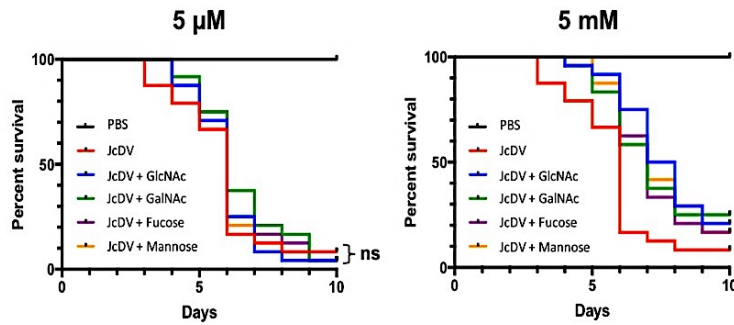 5 µM
100
50
0
Percent survival
PBS
JcDV
JcDV + GlcNAc
JcDV + GalNAc
JcDV + Fucose
JcDV + Mannose
ns
0 5 10
Days
5 mM
100
50
0
Percent survival
PBS
JcDV
JcDV + GlcNAc
JcDV + GalNAc
JcDV + Fucose
JcDV + Mannose
0 5 10
Days